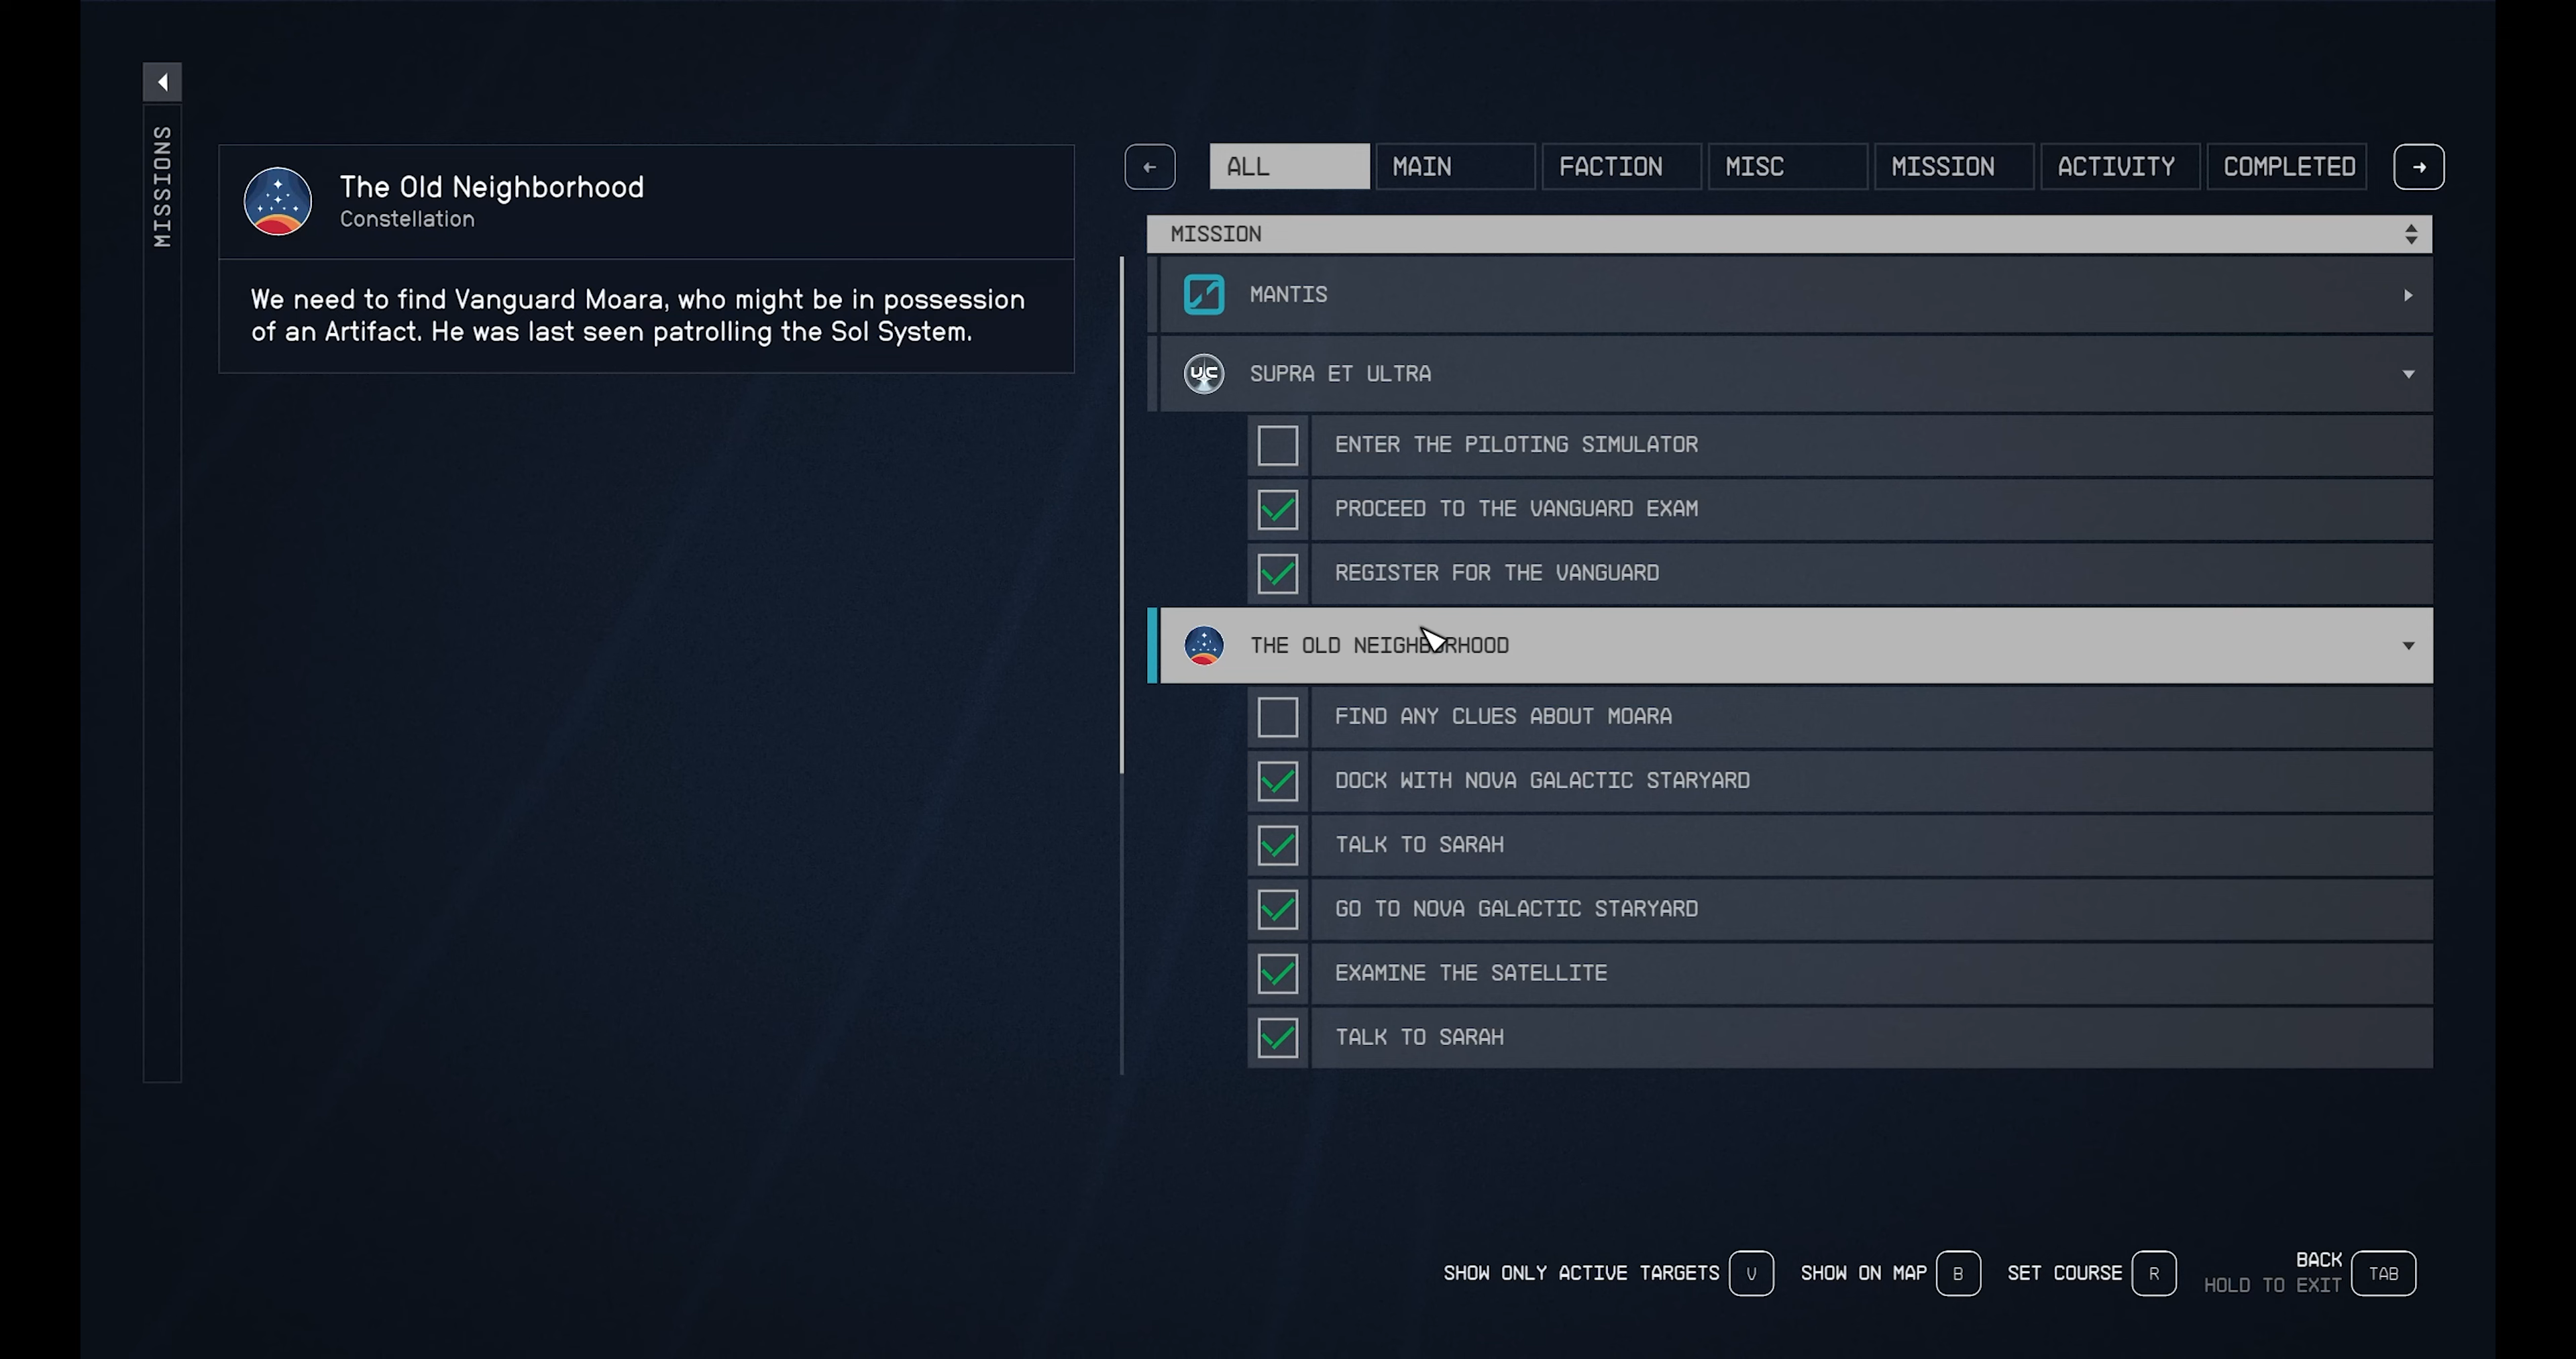 MISSIONS
The Old Neighborhood
Constellation
We need to find Vanguard Moara, who might be in possession
of an Artifact. He was last seen patrolling the Sol System.
ALL
MAIN
FACTION
MISC
MISSION
ACTIVITY
COMPLETED
MISSION
MANTIS
UC
SUPRA ET ULTRA
ENTER THE PILOTING SIMULATOR
PROCEED TO THE VANGUARD EXAM
REGISTER FOR THE VANGUARD
THE OLD NEIGHBORHOOD
FIND ANY CLUES ABOUT MOARA
DOCK WITH NOVA GALACTIC STARYARD
TALK TO SARAH
GO TO NOVA GALACTIC STARYARD
EXAMINE THE SATELLITE
TALK TO SARAH
SHOW ONLY ACTIVE TARGETS V
SHOW ON MAP B
SET COURSE R
BACK
HOLD TO EXIT
TAB